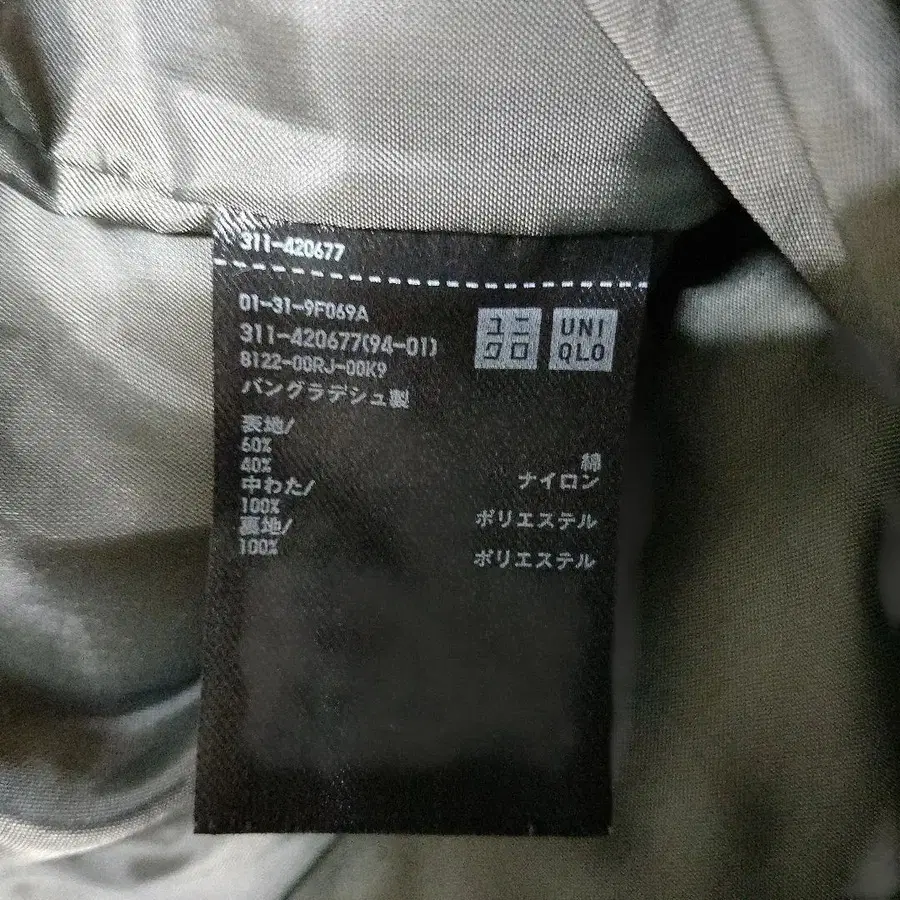 311-420677
01-31-9F069A
311-420677(94-01)
8122-00RJ-00K9
バングラデシュ製
ユニ
クロ
UNI
QLO
表地/
60% 綿
40% ナイロン
中わた/
100% ポリエステル
裏地/
100% ポリエステル